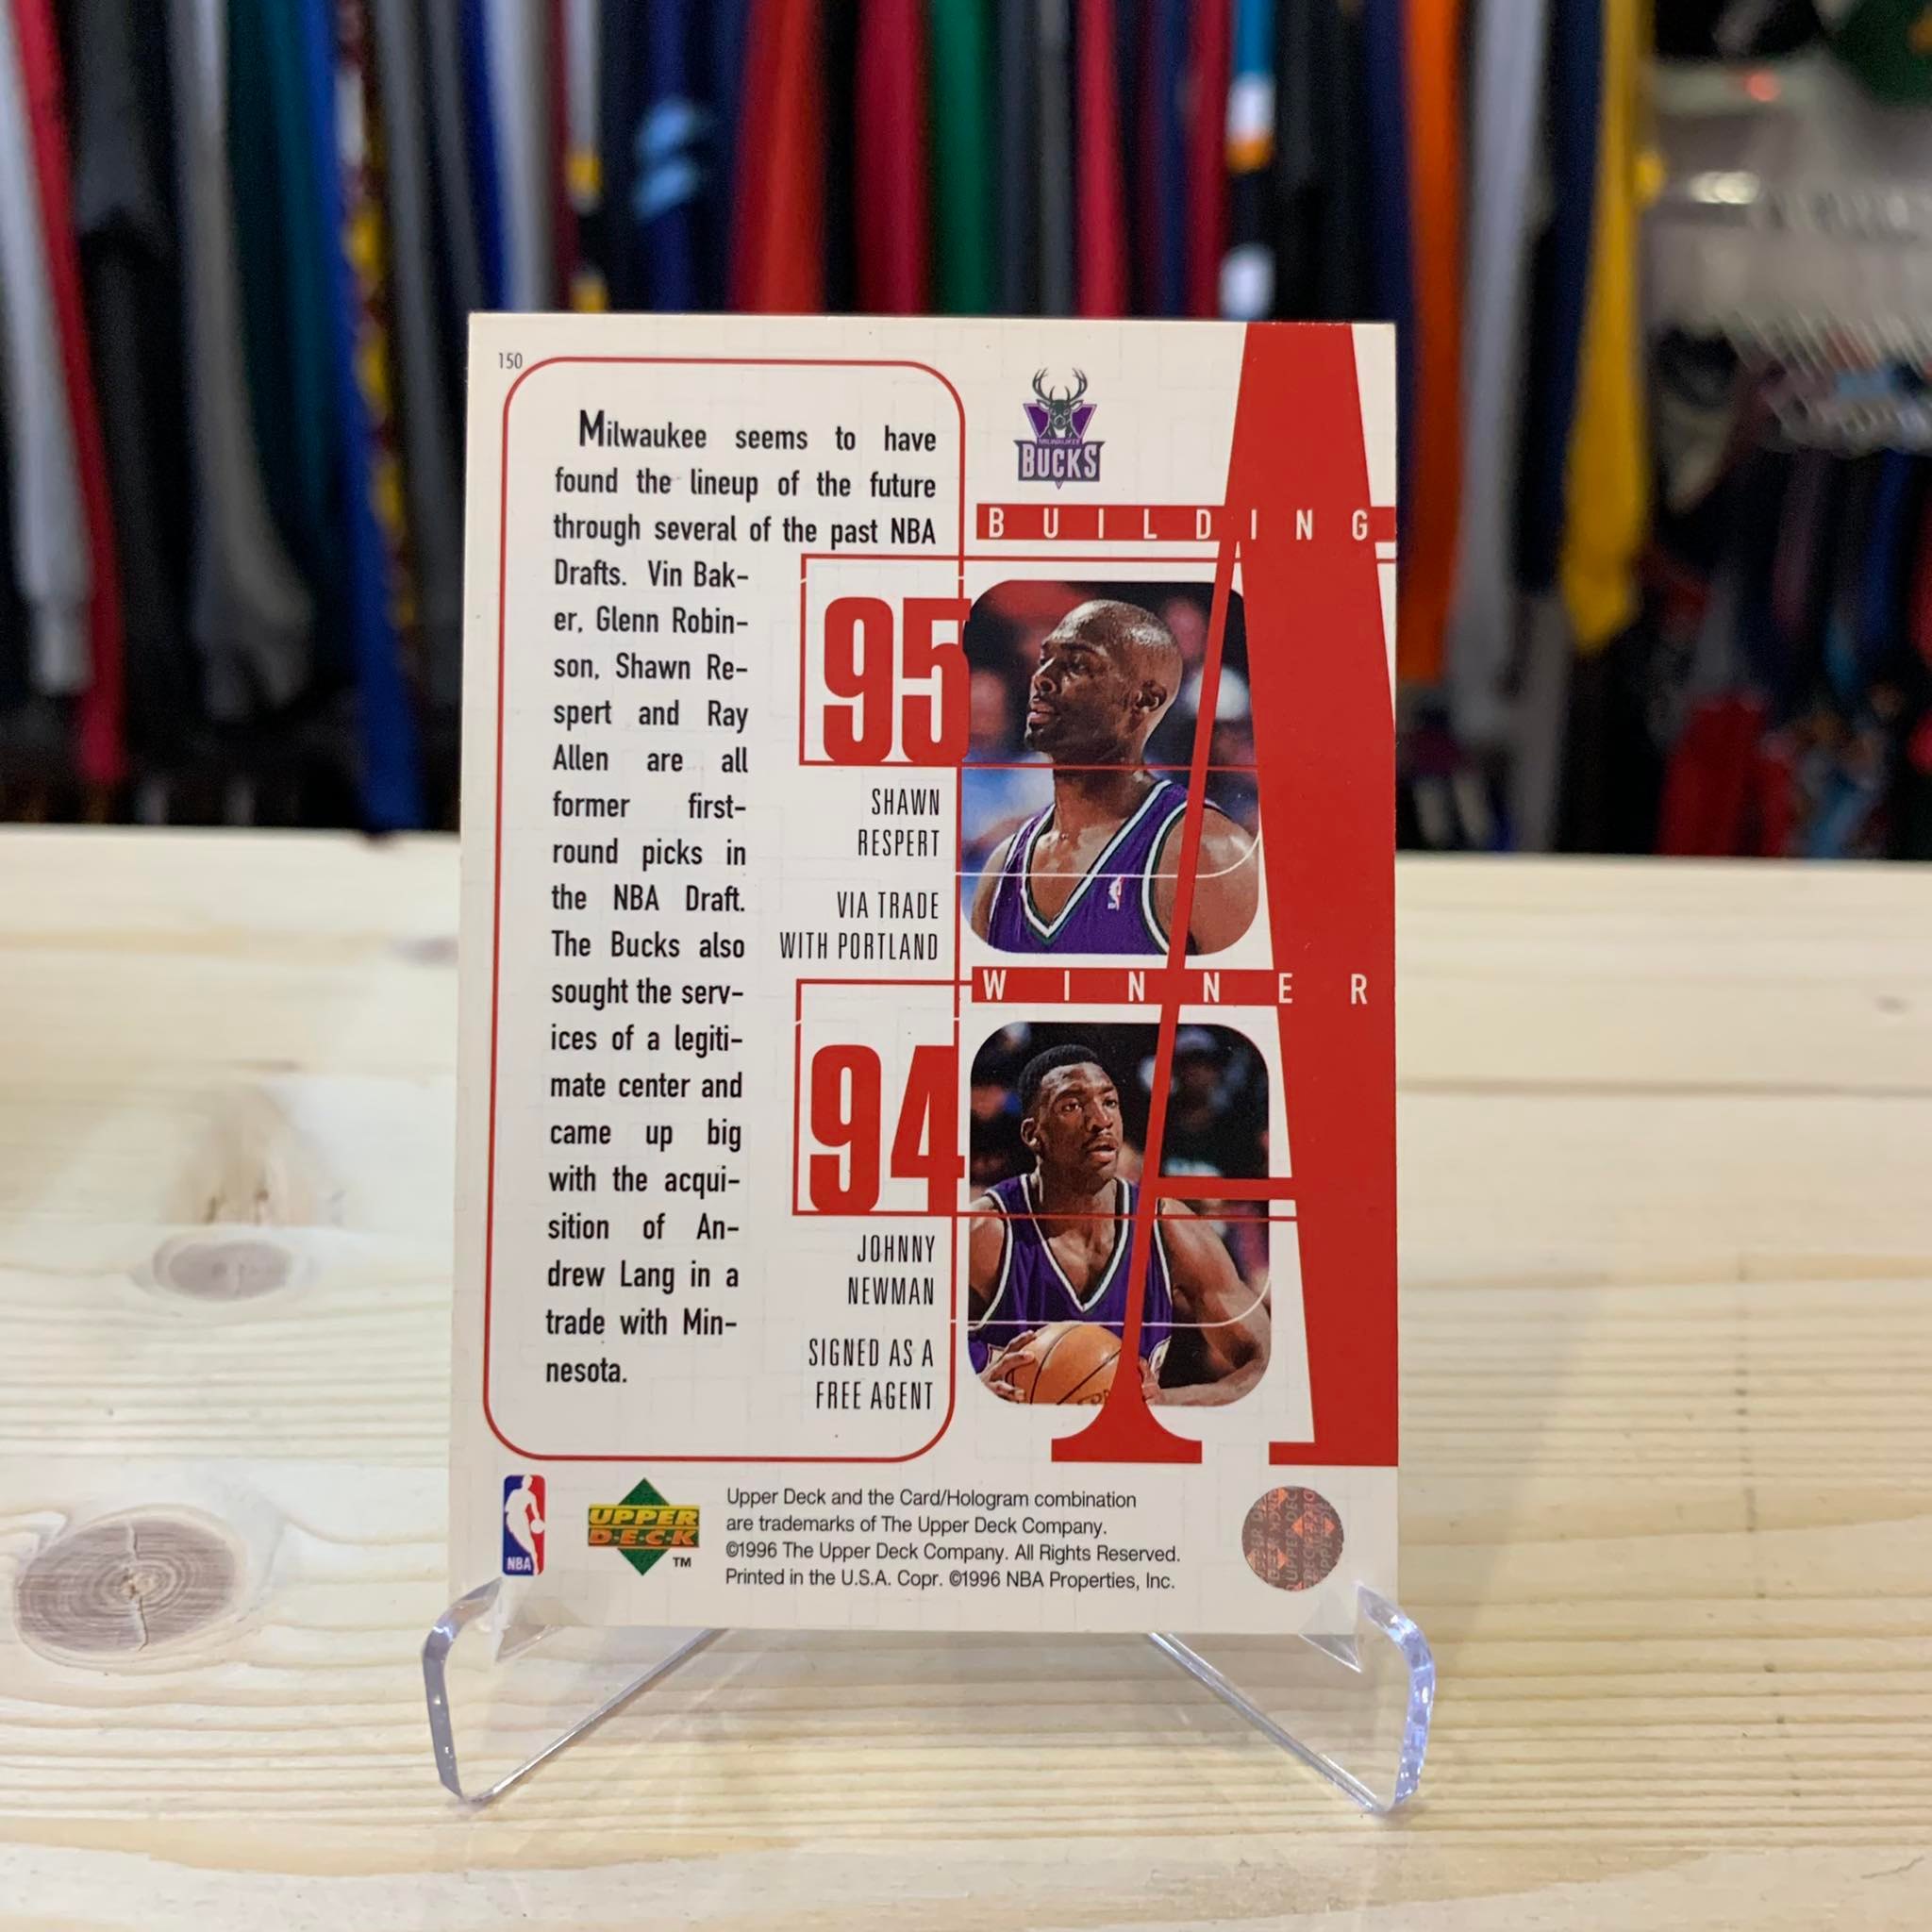 150
Milwaukee seems to have
found the lineup of the future
through several of the past NBA
Drafts. Vin Bak-
er, Glenn Robin-
son, Shawn Re-
spert and Ray
Allen are all
former first-
round picks in
the NBA Draft.
The Bucks also
sought the serv-
ices of a legiti-
mate center and
came up big
with the acqui-
sition of An-
drew Lang in a
trade with Min-
nesota.
MILWAUKEE
BUCKS
BUILDING
A
95
SHAWN
RESPERT
VIA TRADE
WITH PORTLAND
WINNER
94
JOHNNY
NEWMAN
SIGNED AS A
FREE AGENT
NBA
UPPER
D·E·C·K
TM
Upper Deck and the Card/Hologram combination
are trademarks of The Upper Deck Company.
©1996 The Upper Deck Company. All Rights Reserved.
Printed in the U.S.A. Copr. ©1996 NBA Properties, Inc.